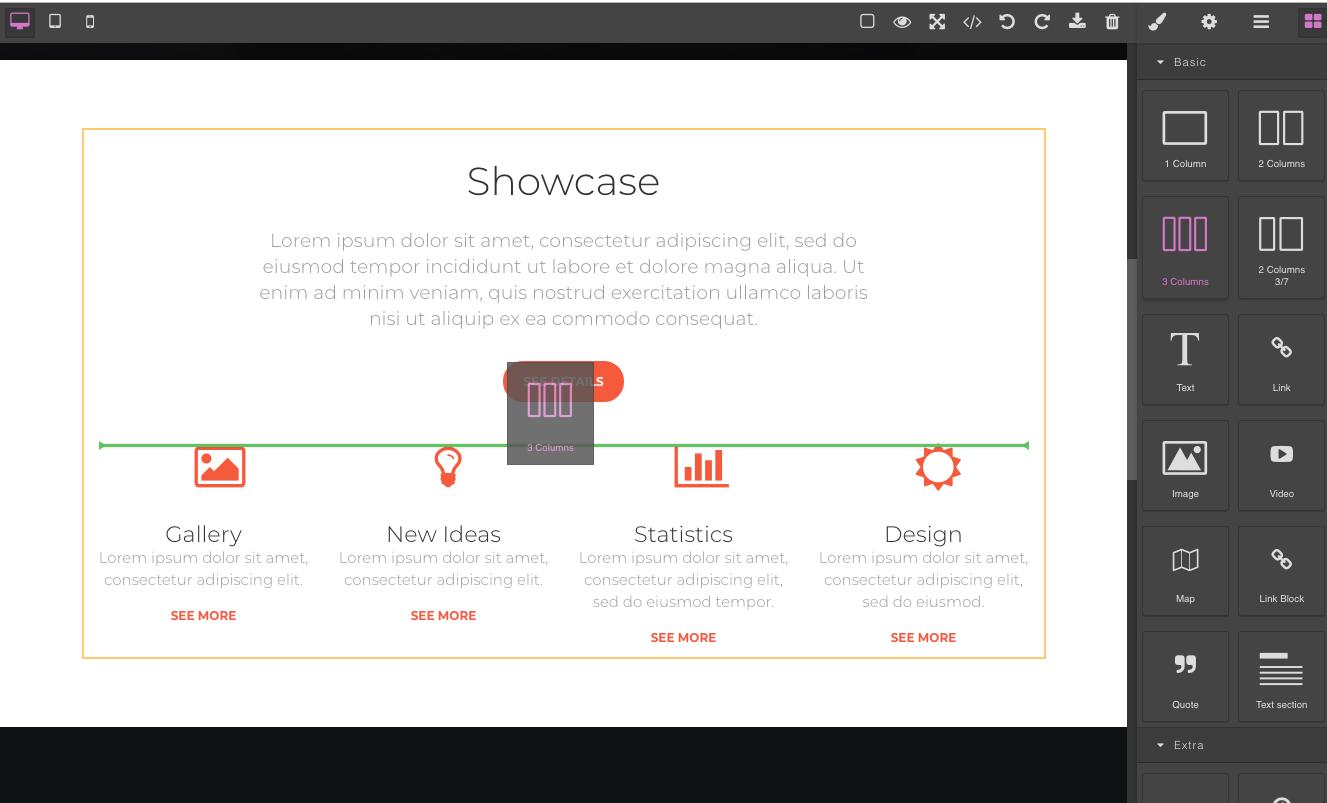 Basic
1 Column
2 Columns
3 Columns
2 Columns
3/7
Text
Link
Image
Video
Map
Link Block
Quote
Text section
Extra
Showcase
Lorem ipsum dolor sit amet, consectetur adipiscing elit, sed do
eiusmod tempor incididunt ut labore et dolore magna aliqua. Ut
enim ad minim veniam, quis nostrud exercitation ullamco laboris
nisi ut aliquip ex ea commodo consequat.
SEE DETAILS
3 Columns
Gallery
Lorem ipsum dolor sit amet,
consectetur adipiscing elit.
SEE MORE
New Ideas
Lorem ipsum dolor sit amet,
consectetur adipiscing elit.
SEE MORE
Statistics
Lorem ipsum dolor sit amet,
consectetur adipiscing elit,
sed do eiusmod tempor.
SEE MORE
Design
Lorem ipsum dolor sit amet,
consectetur adipiscing elit,
sed do eiusmod.
SEE MORE